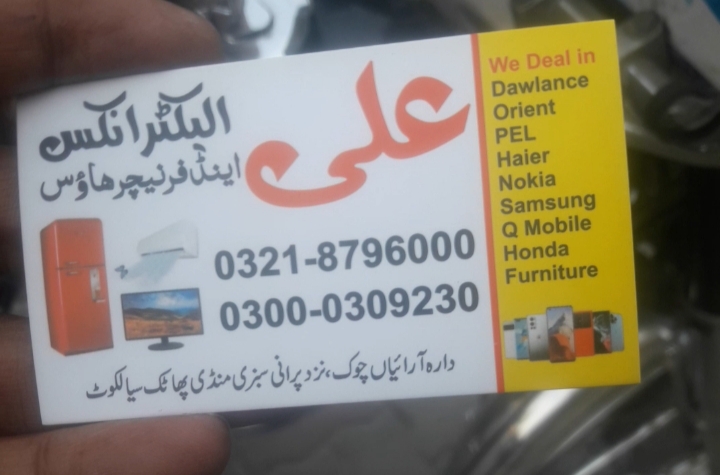 علی
الیکٹرانکس
اینڈ فرنیچر ھاؤس
0321-8796000
0300-0309230
دارہ آرائیاں چوک، نزد پرانی سبزی منڈی پھاٹک سیالکوٹ
We Deal in
Dawlance
Orient
PEL
Haier
Nokia
Samsung
Q Mobile
Honda
Furniture